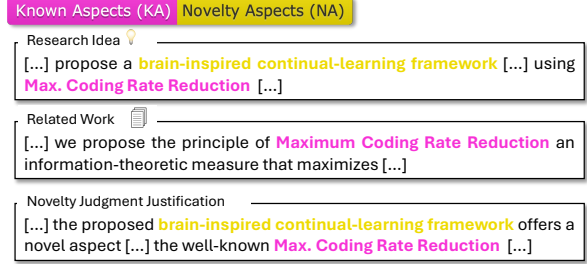 Known Aspects (KA) Novelty Aspects (NA)
Research Idea
[...] propose a brain-inspired continual-learning framework [...] using
Max. Coding Rate Reduction [...]
Related Work
[...] we propose the principle of Maximum Coding Rate Reduction an
information-theoretic measure that maximizes [...]
Novelty Judgment Justification
[...] the proposed brain-inspired continual-learning framework offers a
novel aspect [...] the well-known Max. Coding Rate Reduction [...]